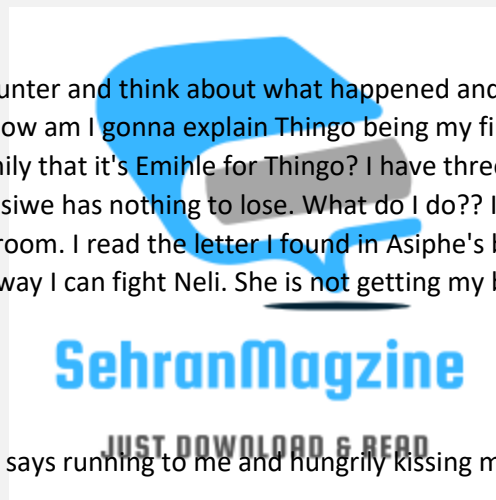 unter and think about what happened and
ow am I gonna explain Thingo being my fi
ily that it's Emihle for Thingo? I have thre
siwe has nothing to lose. What do I do?? I
room. I read the letter I found in Asiphe's b
way I can fight Neli. She is not getting my b
SehranMagzine
JUST DOWNLOAD & READ
says running to me and hungrily kissing m